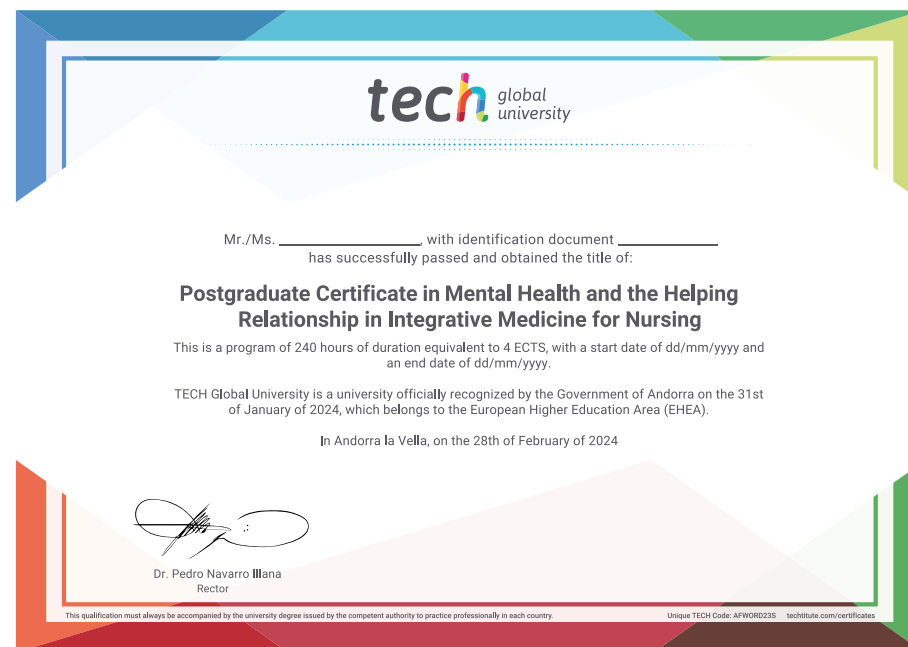 tech global
university
Mr./Ms. ____________, with identification document ____________
has successfully passed and obtained the title of:
Postgraduate Certificate in Mental Health and the Helping
Relationship in Integrative Medicine for Nursing
This is a program of 240 hours of duration equivalent to 4 ECTS, with a start date of dd/mm/yyyy and
an end date of dd/mm/yyyy.
TECH Global University is a university officially recognized by the Government of Andorra on the 31st
of January of 2024, which belongs to the European Higher Education Area (EHEA).
In Andorra la Vella, on the 28th of February of 2024
Dr. Pedro Navarro Illana
Rector
This qualification must always be accompanied by the university degree issued by the competent authority to practice professionally in each country.
Unique TECH Code: AFWORD23S techtitute.com/certificates